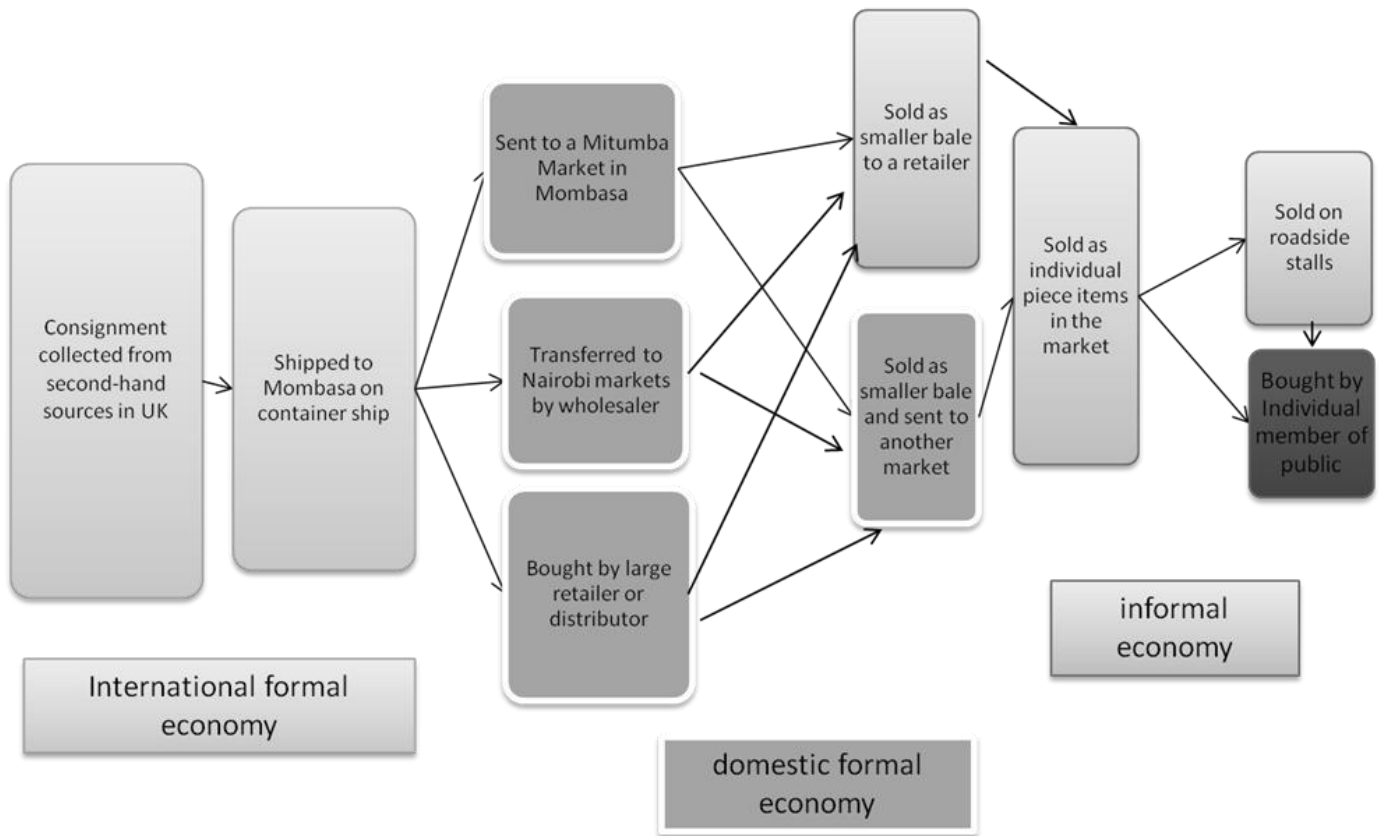 Consignment
collected from
second-hand
sources in UK
Shipped to
Mombasa on
container ship
Sent to a Mitumba
Market in
Mombasa
Transferred to
Nairobi markets
by wholesaler
Bought by large
retailer or
distributor
Sold as
smaller bale
to a retailer
Sold as
smaller bale
and sent to
another
market
Sold as
individual
piece items
in the
market
Sold on
roadside
stalls
Bought by
Individual
member of
public
International formal
economy
domestic formal
economy
informal
economy